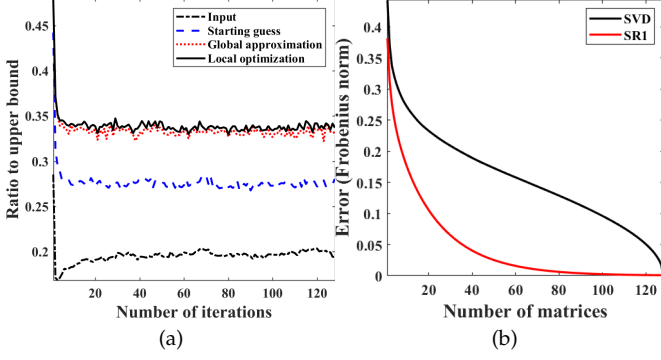 Ratio to upper bound
0.45
0.4
0.35
0.3
0.25
0.2
Input
Starting guess
Global approximation
Local optimization
20
40
60
80
100
120
Number of iterations
(a)
Error (Frobenius norm)
0.4
0.35
0.3
0.25
0.2
0.15
0.1
0.05
0
SVD
SR1
20
40
60
80
100
120
Number of matrices
(b)